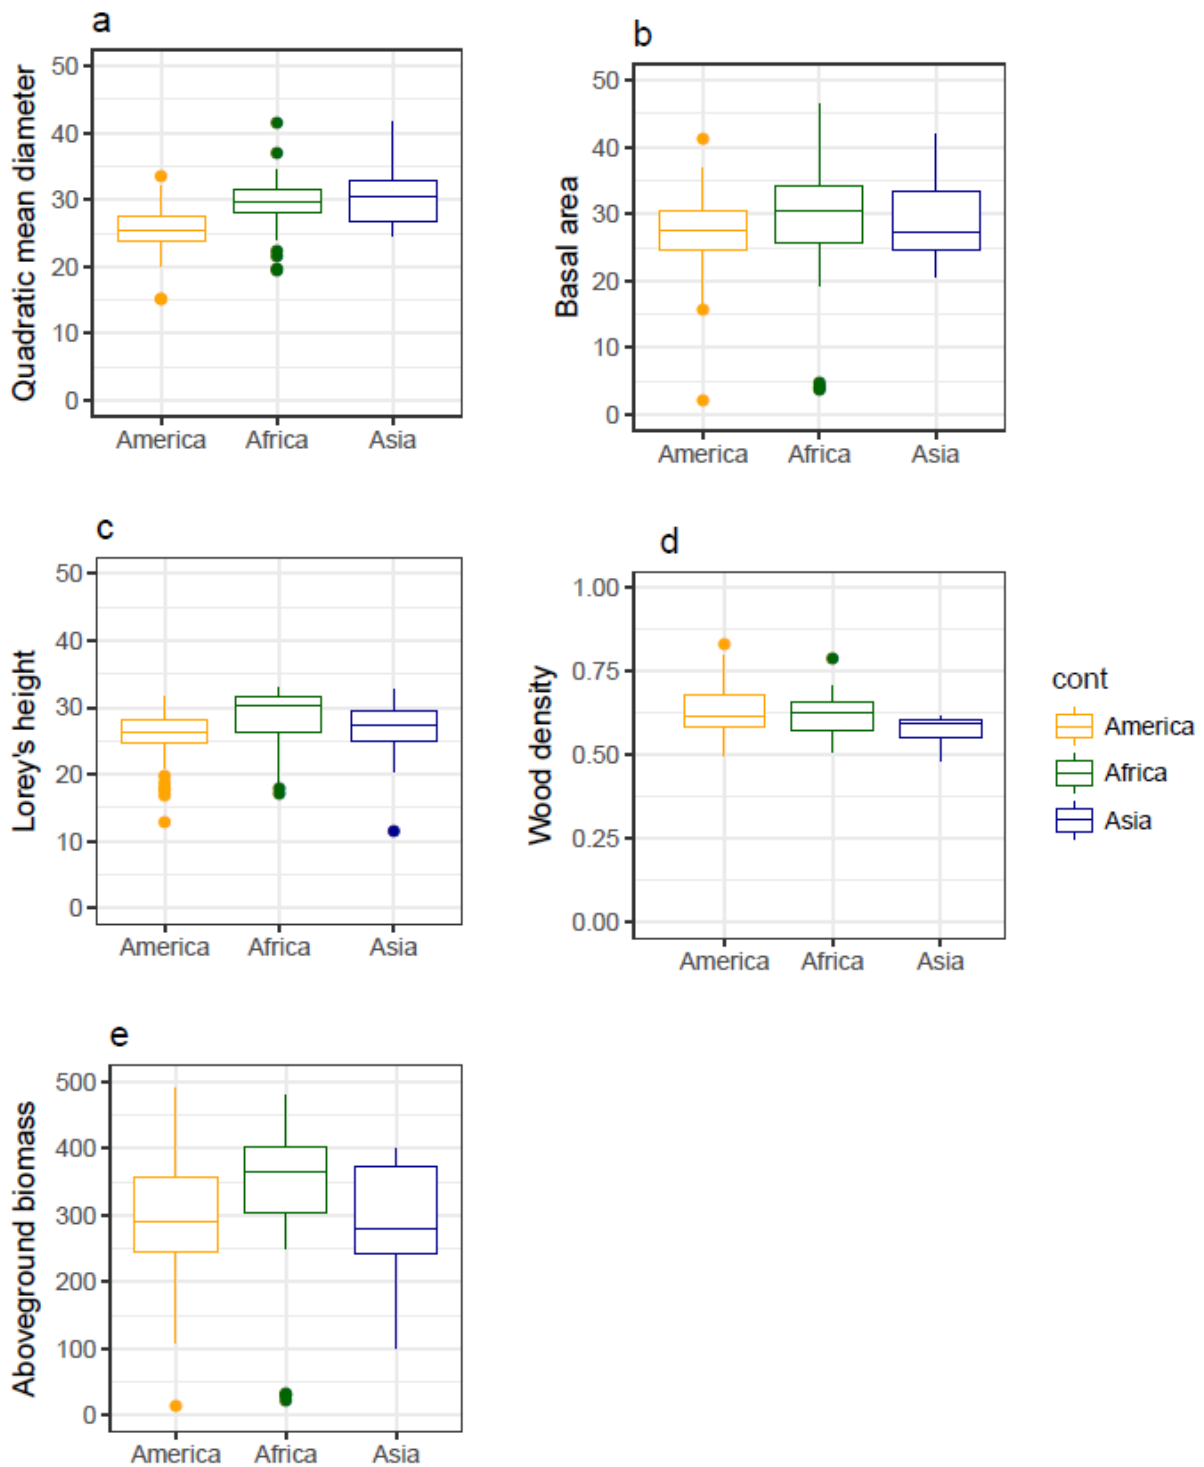 a
Quadratic mean diameter
50
40
30
20
10
0
America Africa Asia
b
Basal area
50
40
30
20
10
0
America Africa Asia
c
Lorey's height
50
40
30
20
10
0
America Africa Asia
d
Wood density
1.00
0.75
0.50
0.25
0.00
America Africa Asia
cont
America
Africa
Asia
e
Aboveground biomass
500
400
300
200
100
0
America Africa Asia